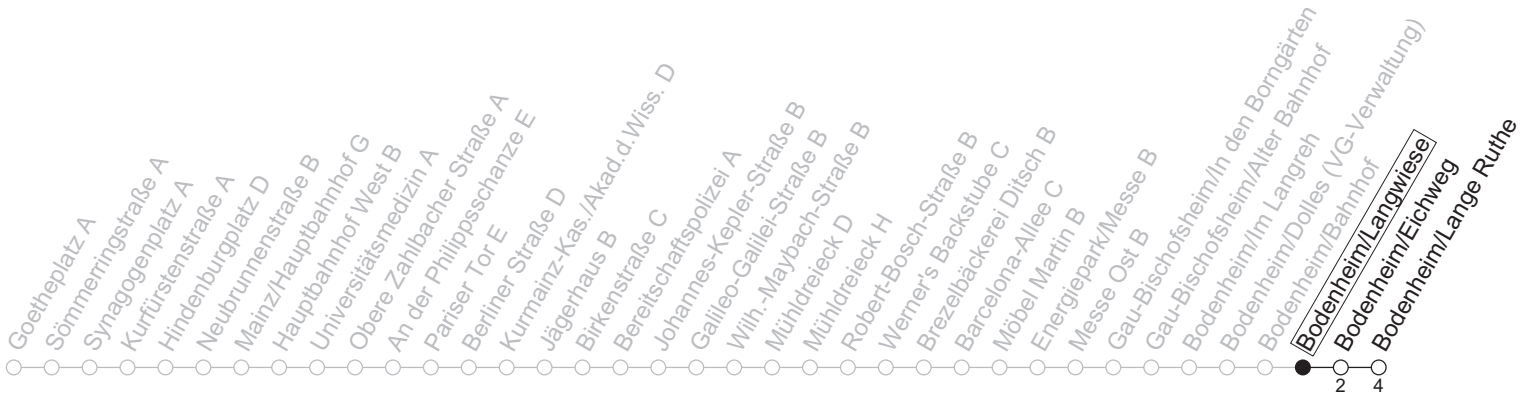 Goetheplatz A
Sömmerringstraße A
Synagogenplatz A
Kurfürstenstraße A
Hindenburgplatz D
Neubrunnenstraße B
Mainz/Hauptbahnhof G
Hauptbahnhof West B
Universitätsmedizin A
Obere Zahlbacher Straße A
An der Philippsschanze E
Pariser Tor E
Berliner Straße D
Kurmainz-Kas./Akad.d.Wiss. D
Jägerhaus B
Birkenstraße C
Bereitschaftspolizei A
Johannes-Kepler-Straße B
Galileo-Galilei-Straße B
Wilh.-Maybach-Straße B
Mühldreieck D
Mühldreieck H
Robert-Bosch-Straße B
Werner's Backstube C
Brezelbäckerei Ditsch B
Barcelona-Allee C
Möbel Martin B
Energiepark/Messe B
Messe Ost B
Gau-Bischofsheim/In den Borngärten
Gau-Bischofsheim/Alter Bahnhof
Bodenheim/Im Langreh
Bodenheim/Dolles (VG-Verwaltung)
Bodenheim/Bahnhof
Bodenheim/Langwiese
Bodenheim/Eichweg
Bodenheim/Lange Ruthe
2 4